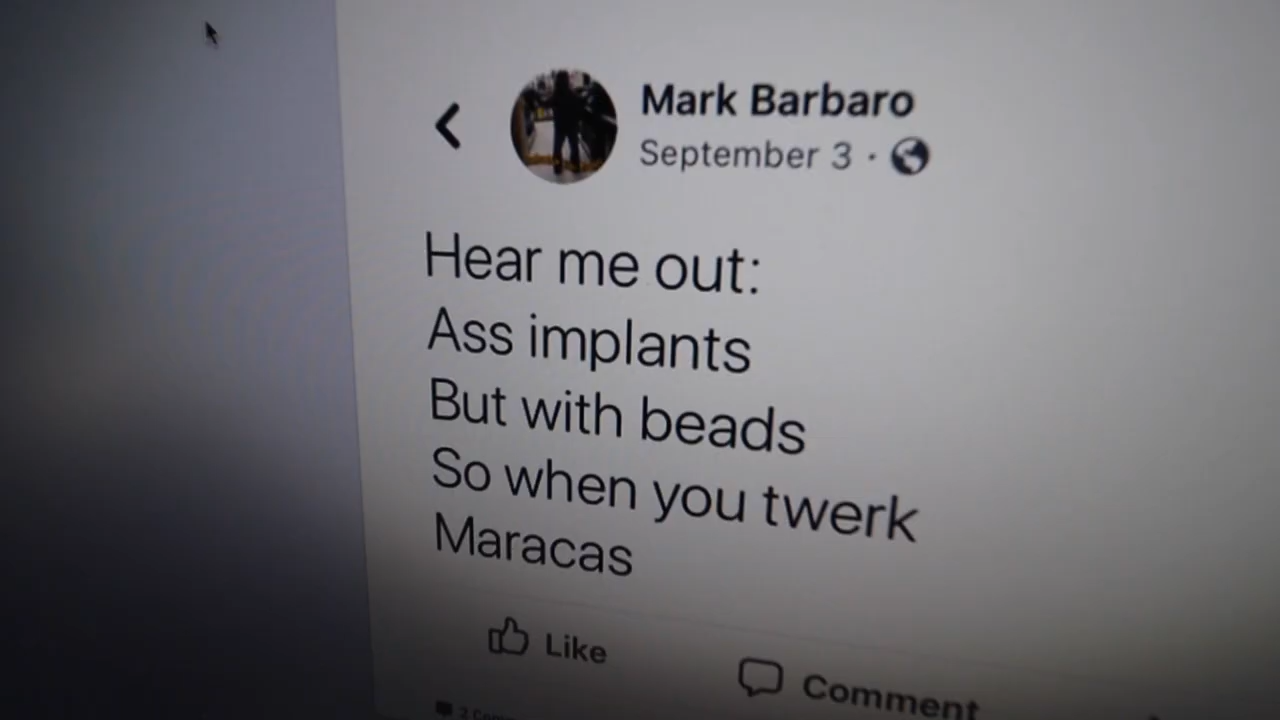 Mark Barbaro
September 3 ·
Hear me out:
Ass implants
But with beads
So when you twerk
Maracas
Like
Comment